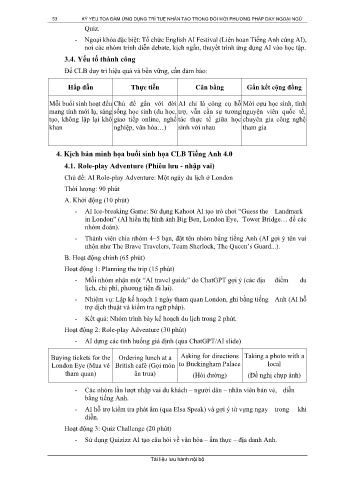 53 KỶ YẾU TỌA ĐÀM ỨNG DỤNG TRÍ TUỆ NHÂN TẠO TRONG ĐỔI MỚI PHƯƠNG PHÁP DẠY NGOẠI NGỮ
Quiz.
- Ngoại khóa đặc biệt: Tổ chức English AI Festival (Liên hoan Tiếng Anh cùng AI),
nơi các nhóm trình diễn debate, kịch ngắn, thuyết trình ứng dụng AI vào học tập.
3.4. Yếu tố thành công
Để CLB duy trì hiệu quả và bền vững, cần đảm bảo:
Hấp dẫn Thực tiễn Cân bằng Gắn kết cộng đồng
Mỗi buổi sinh hoạt đều mang tính mới lạ, sáng tạo, không lặp lại khô khan
Chủ đề gắn với đời sống học sinh (du học, giao tiếp online, nghề nghiệp, văn hóa…)
AI chỉ là công cụ hỗ trợ, vẫn cần sự tương tác thực tế giữa học sinh với nhau
Mời cựu học sinh, tình nguyện viên quốc tế, chuyên gia công nghệ tham gia
4. Kịch bản minh họa buổi sinh họa CLB Tiếng Anh 4.0
4.1. Role-play Adventure (Phiêu lưu - nhập vai)
Chủ đề: AI Role-play Adventure: Một ngày du lịch ở London
Thời lượng: 90 phút
A. Khởi động (10 phút)
- AI Ice-breaking Game: Sử dụng Kahoot AI tạo trò chơi “Guess the Landmark
in London” (AI hiển thị hình ảnh Big Ben, London Eye, Tower Bridge… để các
nhóm đoán).
- Thành viên chia nhóm 4–5 bạn, đặt tên nhóm bằng tiếng Anh (AI gợi ý tên vui
nhộn như The Brave Travelers, Team Sherlock, The Queen’s Guard...).
B. Hoạt động chính (65 phút)
Hoạt động 1: Planning the trip (15 phút)
- Mỗi nhóm nhận một “AI travel guide” do ChatGPT gợi ý (các địa điểm du
lịch, chi phí, phương tiện đi lại).
- Nhiệm vụ: Lập kế hoạch 1 ngày tham quan London, ghi bằng tiếng Anh (AI hỗ
trợ dịch thuật và kiểm tra ngữ pháp).
- Kết quả: Nhóm trình bày kế hoạch du lịch trong 2 phút.
Hoạt động 2: Role-play Adventure (30 phút)
- AI dựng các tình huống giả định (qua ChatGPT/AI slide)
Buying tickets for the London Eye (Mua vé tham quan)
Ordering lunch at a British café (Gọi món ăn trưa)
Asking for directions to Buckingham Palace (Hỏi đường)
Taking a photo with a local (Đề nghị chụp ảnh)
- Các nhóm lần lượt nhập vai du khách – người dân – nhân viên bán vé, diễn
bằng tiếng Anh.
- AI hỗ trợ kiểm tra phát âm (qua Elsa Speak) và gợi ý từ vựng ngay trong khi
diễn.
Hoạt động 3: Quiz Challenge (20 phút)
- Sử dụng Quizizz AI tạo câu hỏi về văn hóa – ẩm thực – địa danh Anh.
Tài liệu lưu hành nội bộ